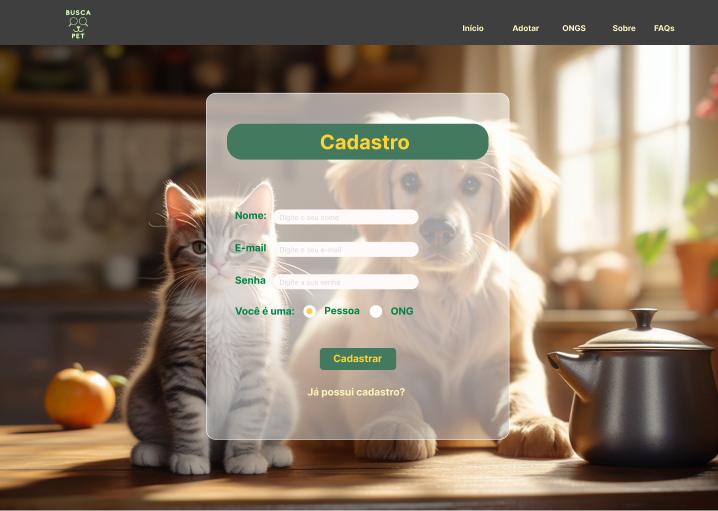 BUSCA
PET
Início Adotar ONGS Sobre FAQs
Cadastro
Nome: Digite o seu nome
E-mail Digite o seu e-mail
Senha Digite a sua senha
Você é uma: Pessoa ONG
Cadastrar
Já possui cadastro?